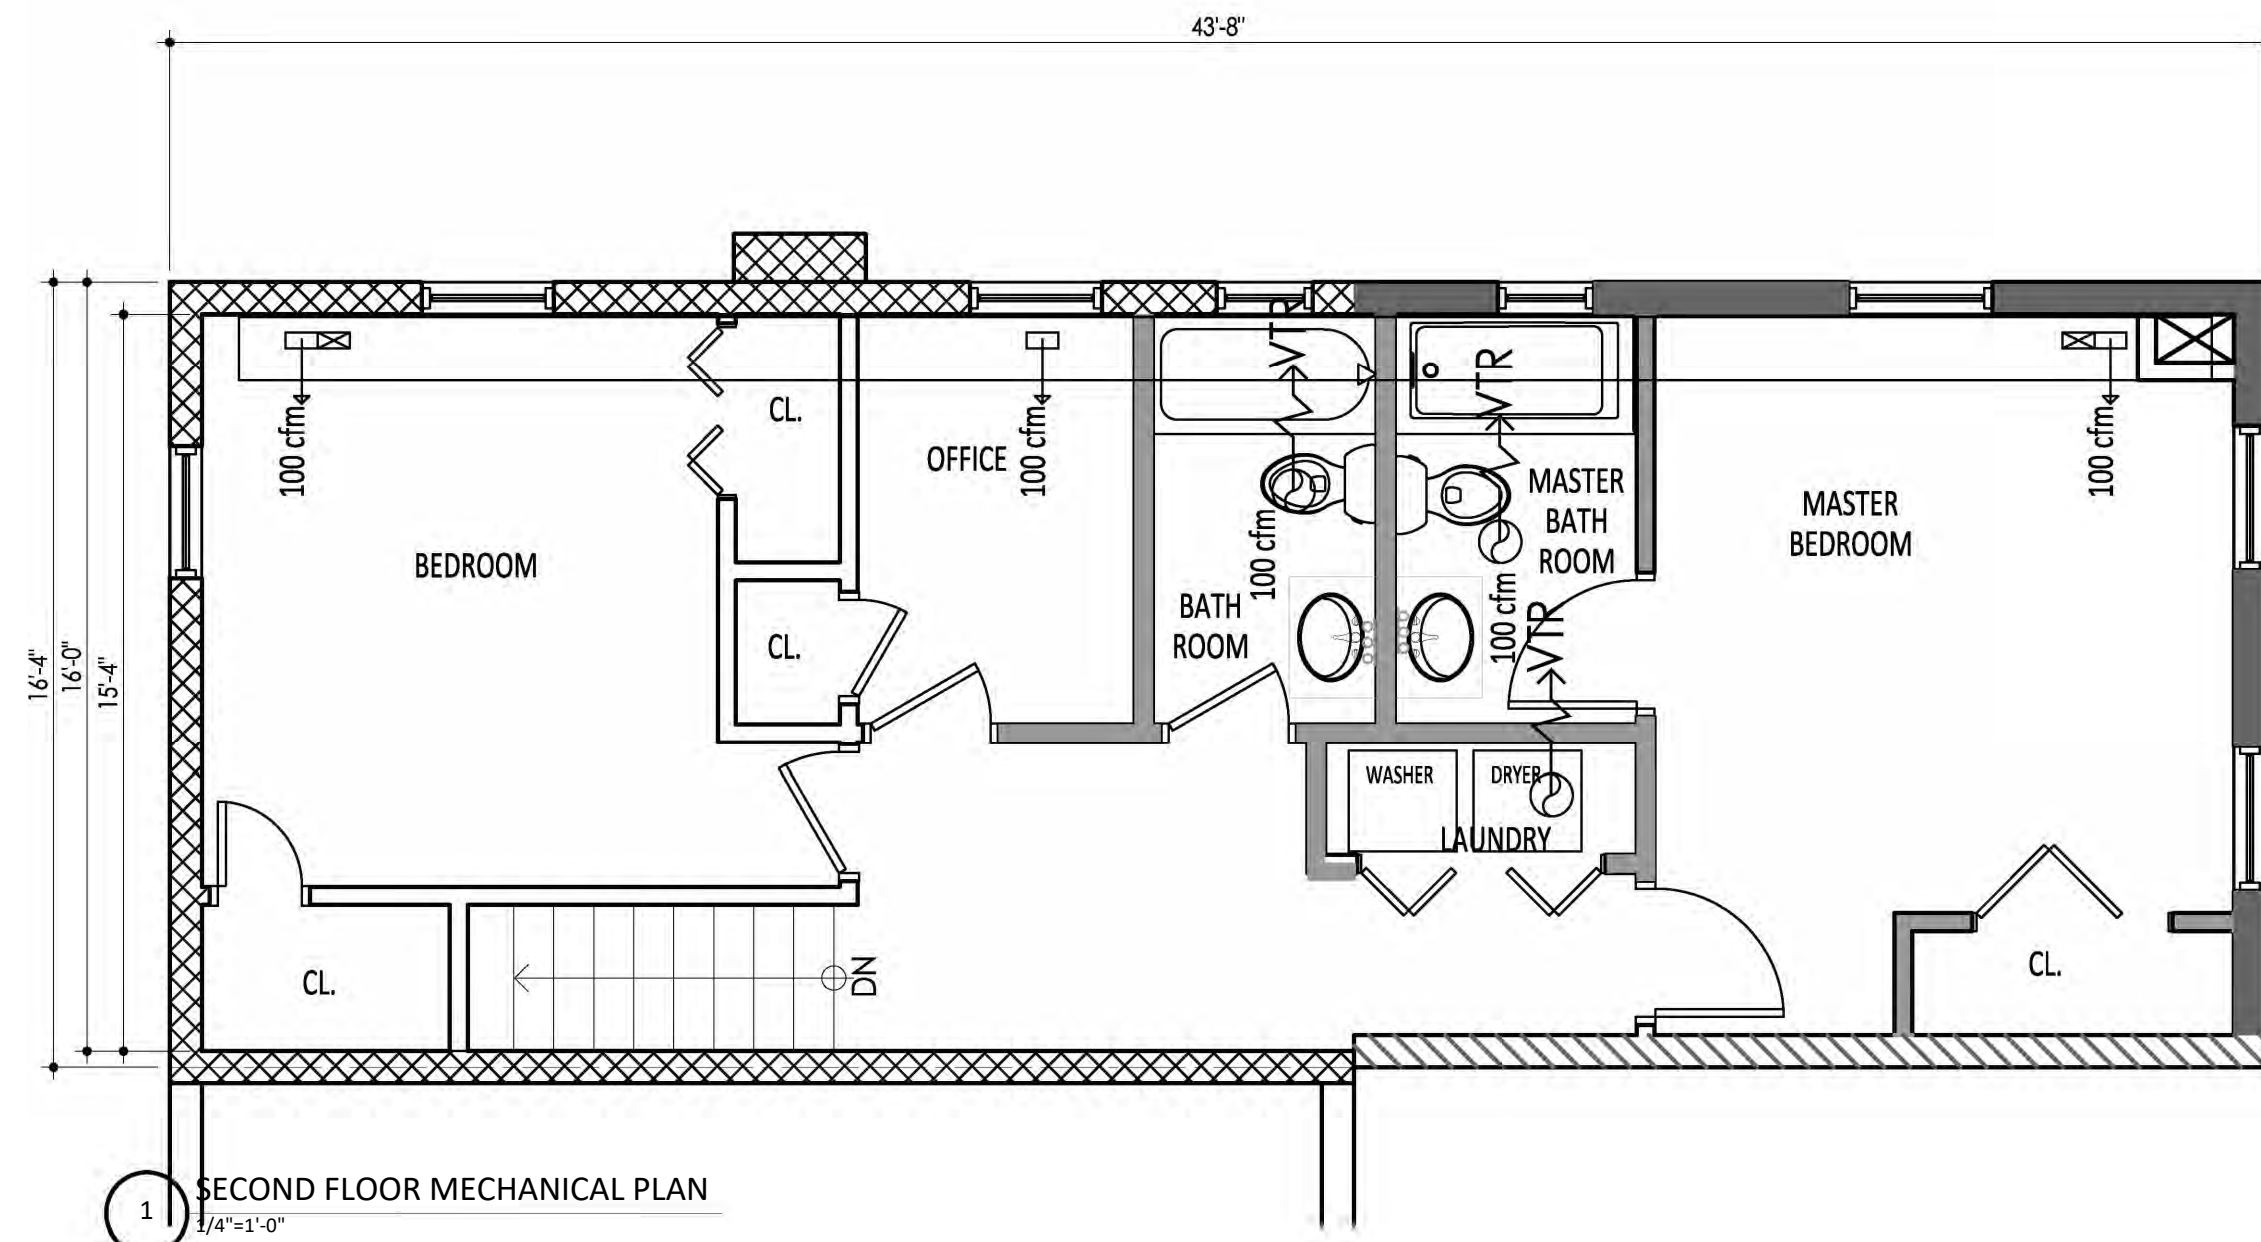 43'-8"
16'-4"
16'-0"
15'-4"
100 cfm
CL.
OFFICE
100 cfm
VTR
VTR
100 cfm
BEDROOM
MASTER
BATH
ROOM
MASTER
BEDROOM
100 cfm
BATH
ROOM
100 cfm
VTR
CL.
WASHER
DRYER
LAUNDRY
CL.
DN
CL.
1
SECOND FLOOR MECHANICAL PLAN
1/4"=1'-0"